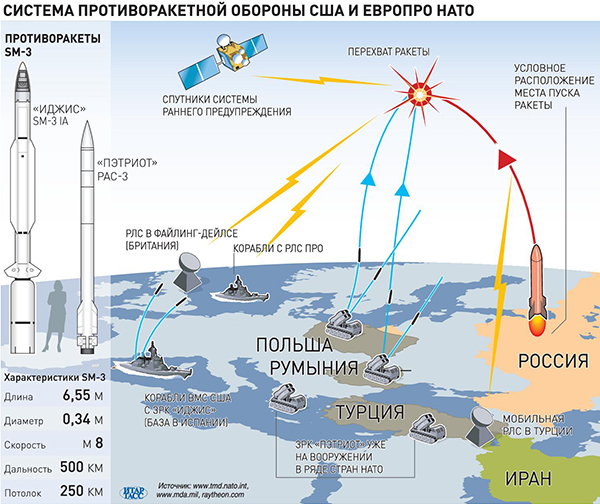 СИСТЕМА ПРОТИВОРАКЕТНОЙ ОБОРОНЫ США И ЕВРОПРО НАТО
ПРОТИВОРАКЕТЫ
SM-3
«ИДЖИС»
SM-3 IA
«ПЭТРИОТ»
PAC-3
СПУТНИКИ СИСТЕМЫ
РАННЕГО ПРЕДУПРЕЖДЕНИЯ
ПЕРЕХВАТ РАКЕТЫ
УСЛОВНОЕ
РАСПОЛОЖЕНИЕ
МЕСТА ПУСКА
РАКЕТЫ
РЛС В ФАЙЛИНГ-ДЕЙЛСЕ
(БРИТАНИЯ)
КОРАБЛИ С РЛС ПРО
ПОЛЬША
РУМЫНИЯ
РОССИЯ
ТУРЦИЯ
ИРАН
КОРАБЛИ ВМС США
С ЗРК "ИДЖИС"
(БАЗА В ИСПАНИИ)
ЗРК «ПЭТРИОТ» УЖЕ
НА ВООРУЖЕНИИ
В РЯДЕ СТРАН НАТО
МОБИЛЬНАЯ
РЛС В ТУРЦИИ
Характеристики SM-3
Длина 6,55 М
Диаметр 0,34 М
Скорость М 8
Дальность 500 КМ
Потолок 250 КМ
ИТАР
ТАСС
Источник: www.tmd.nato.int,
www.mda.mil, raytheon.com